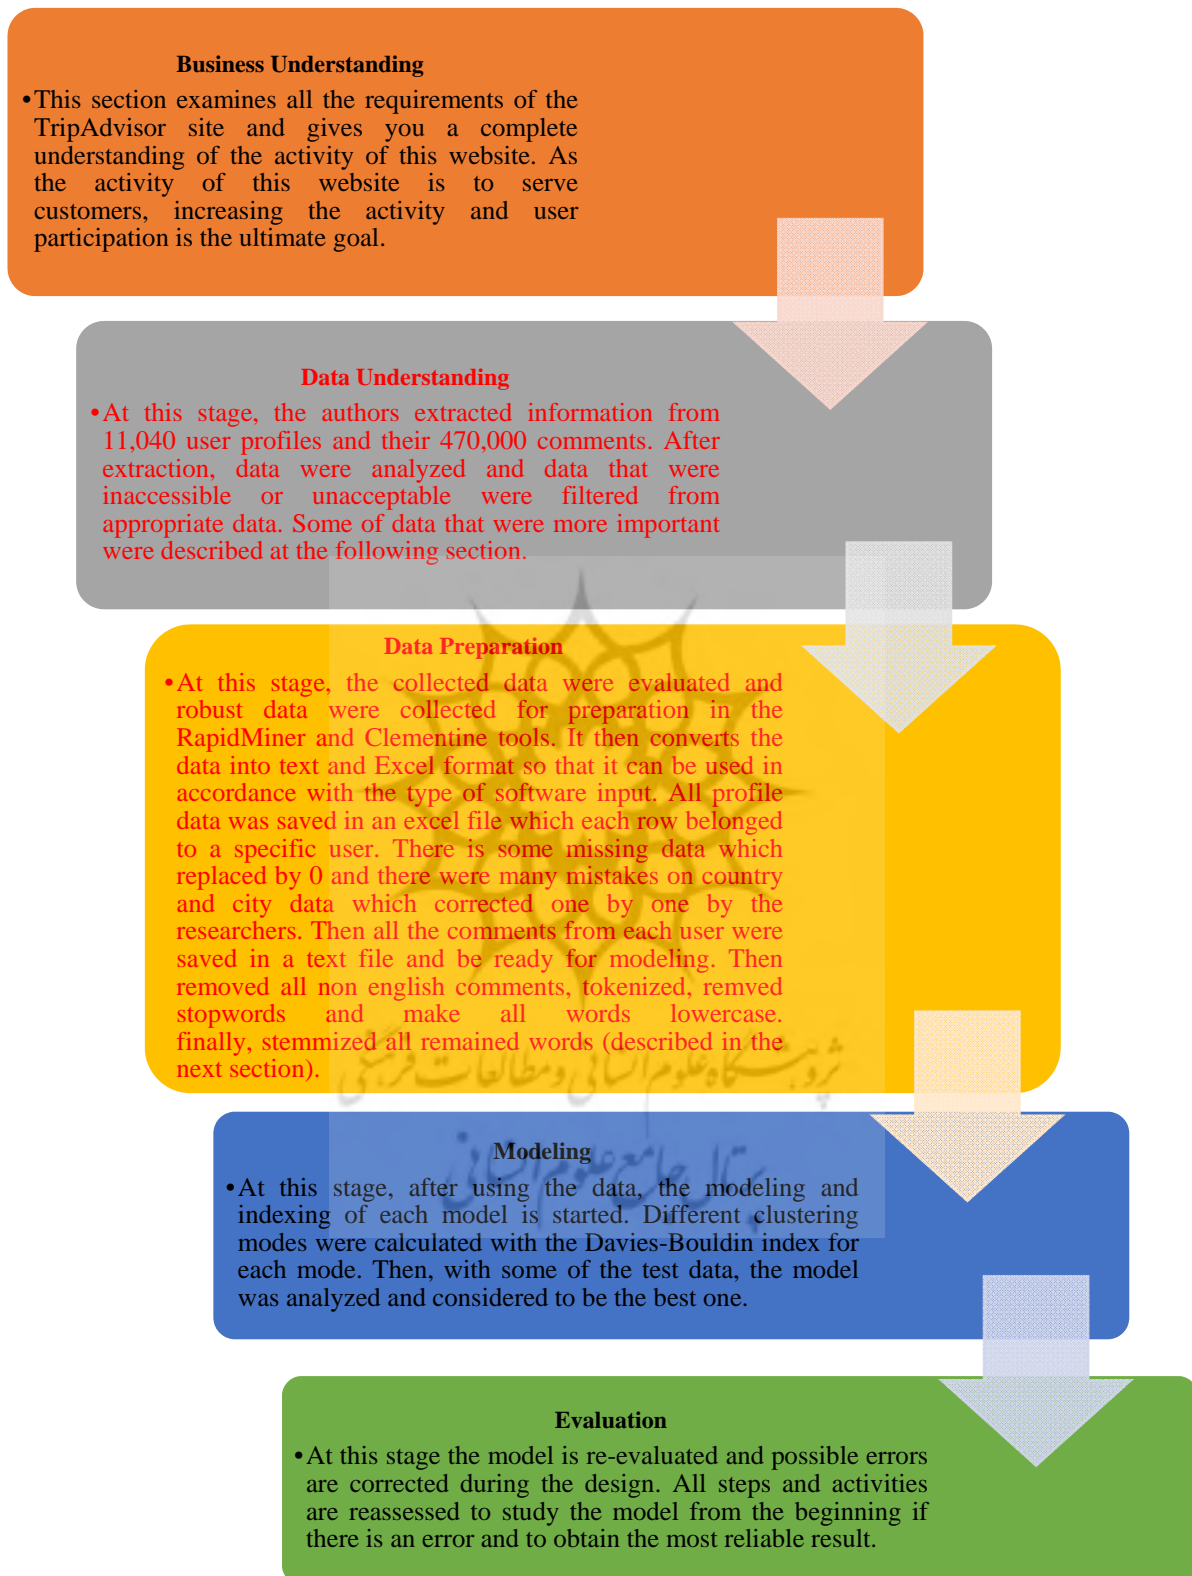 Business Understanding
•This section examines all the requirements of the
TripAdvisor site and gives you a complete
understanding of the activity of this website. As
the activity of this website is to serve
customers, increasing the activity and user
participation is the ultimate goal.
Data Understanding
•At this stage, the authors extracted information from
11,040 user profiles and their 470,000 comments. After
extraction, data were analyzed and data that were
inaccessible or unacceptable were filtered from
appropriate data. Some of data that were more important
were described at the following section.
Data Preparation
•At this stage, the collected data were evaluated and
robust data were collected for preparation in the
RapidMiner and Clementine tools. It then converts the
data into text and Excel format so that it can be used in
accordance with the type of software input. All profile
data was saved in an excel file which each row belonged
to a specific user. There is some missing data which
replaced by 0 and there were many mistakes on country
and city data which corrected one by one by the
researchers. Then all the comments from each user were
saved in a text file and be ready for modeling. Then
removed all non english comments, tokenized, remved
stopwords and make all words lowercase.
finally, stemmized all remained words (described in the
next section).
پژوهشگاه علوم انسانی و مطالعات فرهنگی
پرتال جامع علوم انسانی
Modeling
•At this stage, after using the data, the modeling and
indexing of each model is started. Different clustering
modes were calculated with the Davies-Bouldin index for
each mode. Then, with some of the test data, the model
was analyzed and considered to be the best one.
Evaluation
•At this stage the model is re-evaluated and possible errors
are corrected during the design. All steps and activities
are reassessed to study the model from the beginning if
there is an error and to obtain the most reliable result.